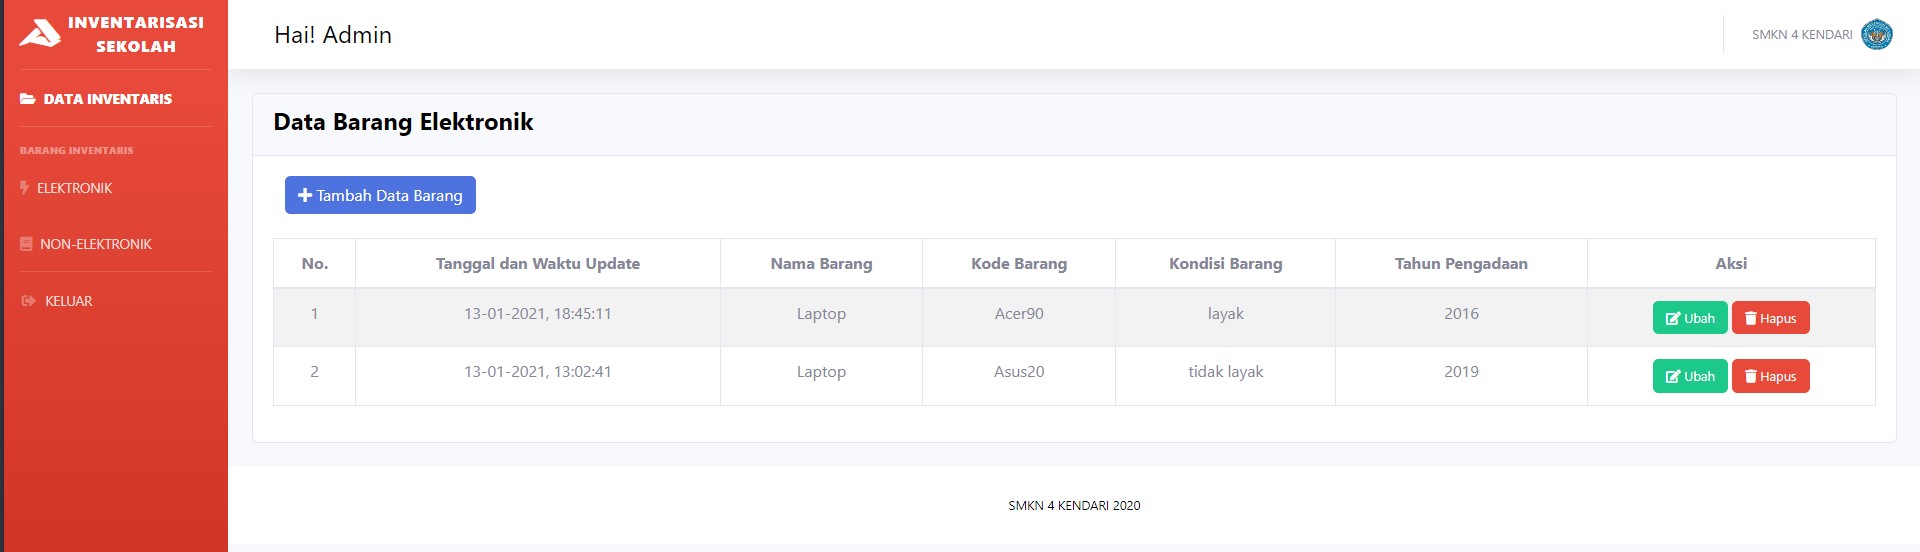 INVENTARISASI
SEKOLAH
DATA INVENTARIS
BARANG INVENTARIS
ELEKTRONIK
NON-ELEKTRONIK
KELUAR
Hai! Admin
SMKN 4 KENDARI
Data Barang Elektronik
Tambah Data Barang
No. Tanggal dan Waktu Update Nama Barang Kode Barang Kondisi Barang Tahun Pengadaan Aksi
1 13-01-2021, 18:45:11 Laptop Acer90 layak 2016 Ubah Hapus
2 13-01-2021, 13:02:41 Laptop Asus20 tidak layak 2019 Ubah Hapus
SMKN 4 KENDARI 2020